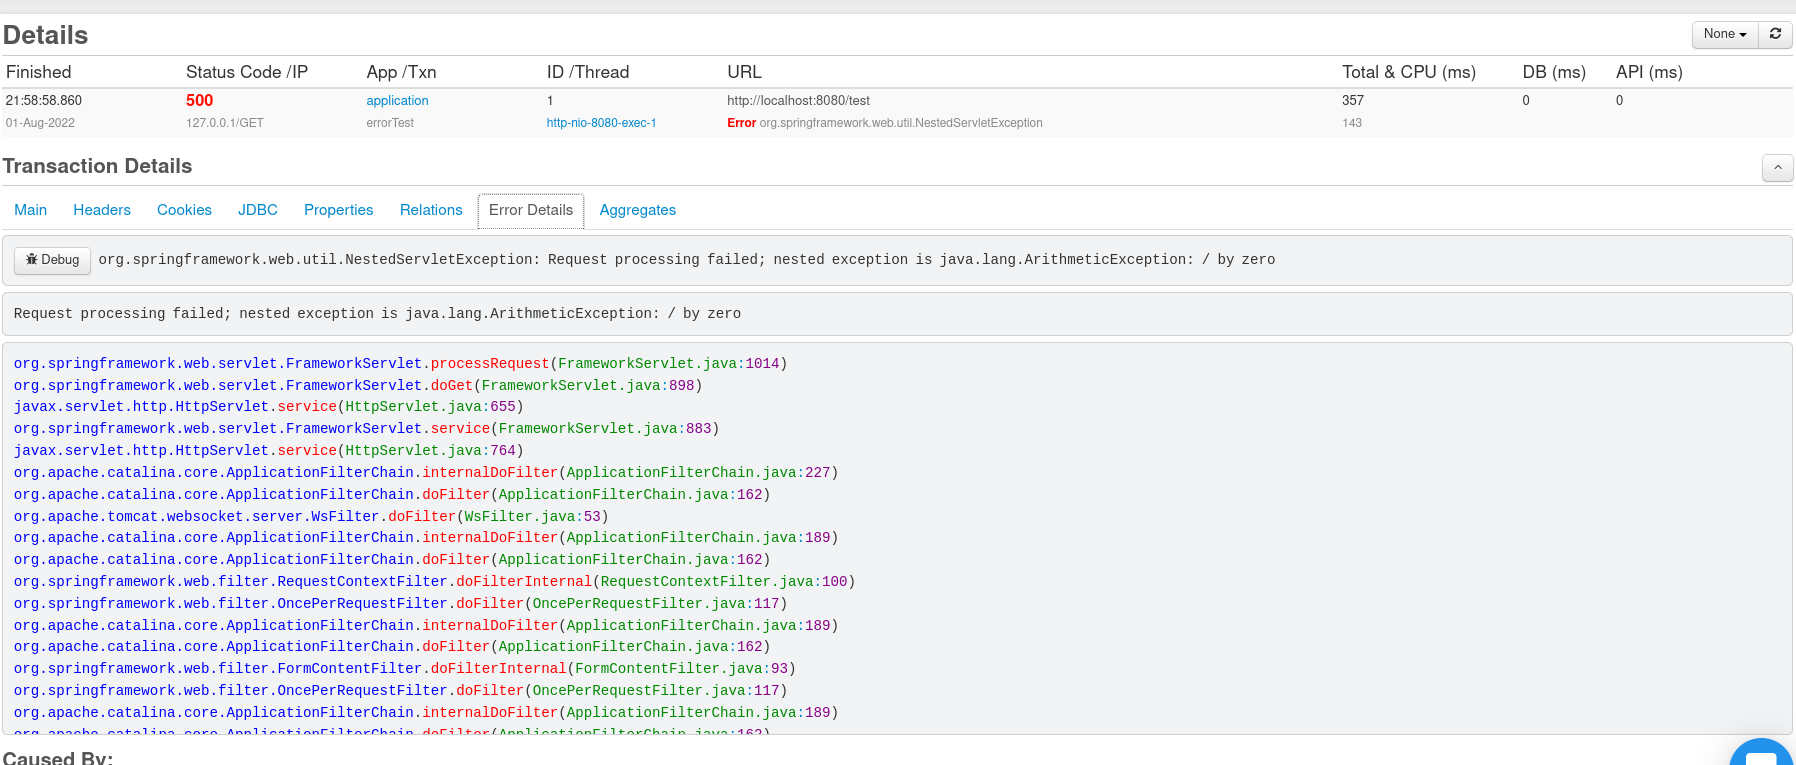 Details
None
Finished Status Code /IP App /Txn ID /Thread URL Total & CPU (ms) DB (ms) API (ms)
21:58:58.860 500 application 1 http://localhost:8080/test 357 0 0
01-Aug-2022 127.0.0.1/GET errorTest http-nio-8080-exec-1 Error org.springframework.web.util.NestedServletException 143
Transaction Details
Main Headers Cookies JDBC Properties Relations Error Details Aggregates
Debug org.springframework.web.util.NestedServletException: Request processing failed; nested exception is java.lang.ArithmeticException: / by zero
Request processing failed; nested exception is java.lang.ArithmeticException: / by zero
org.springframework.web.servlet.FrameworkServlet.processRequest(FrameworkServlet.java:1014)
org.springframework.web.servlet.FrameworkServlet.doGet(FrameworkServlet.java:898)
javax.servlet.http.HttpServlet.service(HttpServlet.java:655)
org.springframework.web.servlet.FrameworkServlet.service(FrameworkServlet.java:883)
javax.servlet.http.HttpServlet.service(HttpServlet.java:764)
org.apache.catalina.core.ApplicationFilterChain.internalDoFilter(ApplicationFilterChain.java:227)
org.apache.catalina.core.ApplicationFilterChain.doFilter(ApplicationFilterChain.java:162)
org.apache.tomcat.websocket.server.WsFilter.doFilter(WsFilter.java:53)
org.apache.catalina.core.ApplicationFilterChain.internalDoFilter(ApplicationFilterChain.java:189)
org.apache.catalina.core.ApplicationFilterChain.doFilter(ApplicationFilterChain.java:162)
org.springframework.web.filter.RequestContextFilter.doFilterInternal(RequestContextFilter.java:100)
org.springframework.web.filter.OncePerRequestFilter.doFilter(OncePerRequestFilter.java:117)
org.apache.catalina.core.ApplicationFilterChain.internalDoFilter(ApplicationFilterChain.java:189)
org.apache.catalina.core.ApplicationFilterChain.doFilter(ApplicationFilterChain.java:162)
org.springframework.web.filter.FormContentFilter.doFilterInternal(FormContentFilter.java:93)
org.springframework.web.filter.OncePerRequestFilter.doFilter(OncePerRequestFilter.java:117)
org.apache.catalina.core.ApplicationFilterChain.internalDoFilter(ApplicationFilterChain.java:189)
org.apache.catalina.core.ApplicationFilterChain.doFilter(ApplicationFilterChain.java:162)
Caused By: